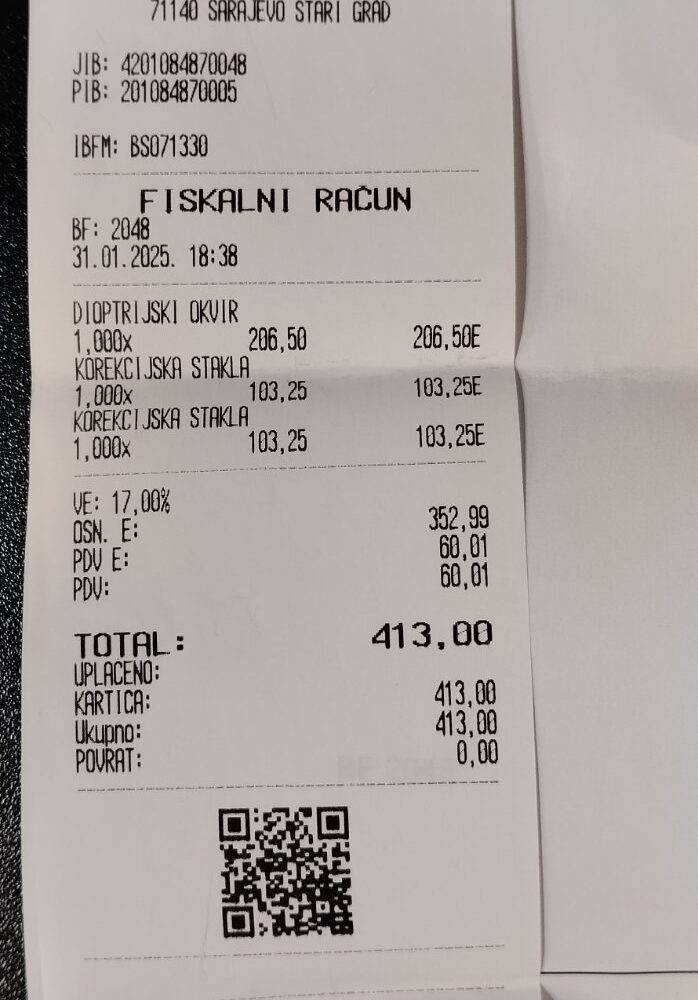 71140 SARAJEVO STARI GRAD
JIB: 4201084870048
PIB: 201084870005
IBFM: BS071330
FISKALNI RAČUN
BF: 2048
31.01.2025. 18:38
DIOPTRIJSKI OKVIR
1,000x 206,50 206,50E
KOREKCIJSKA STAKLA
1,000x 103,25 103,25E
KOREKCIJSKA STAKLA
1,000x 103,25 103,25E
VE: 17,00%
OSN. E: 352,99
PDV E: 60,01
PDV: 60,01
TOTAL: 413,00
UPLAĆENO:
KARTICA: 413,00
Ukupno: 413,00
POVRAT: 0,00